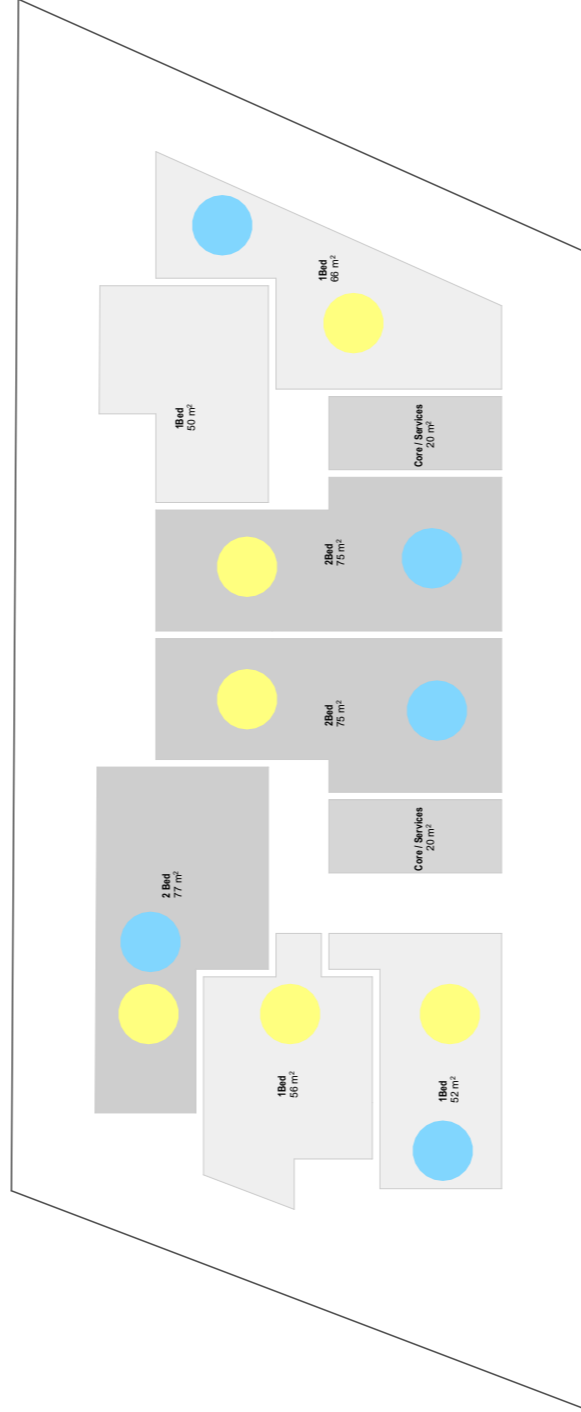 1Bed
66 m²
1Bed
50 m²
Core / Services
20 m²
2Bed
75 m²
2Bed
75 m²
Core / Services
20 m²
2 Bed
77 m²
1Bed
56 m²
1Bed
52 m²